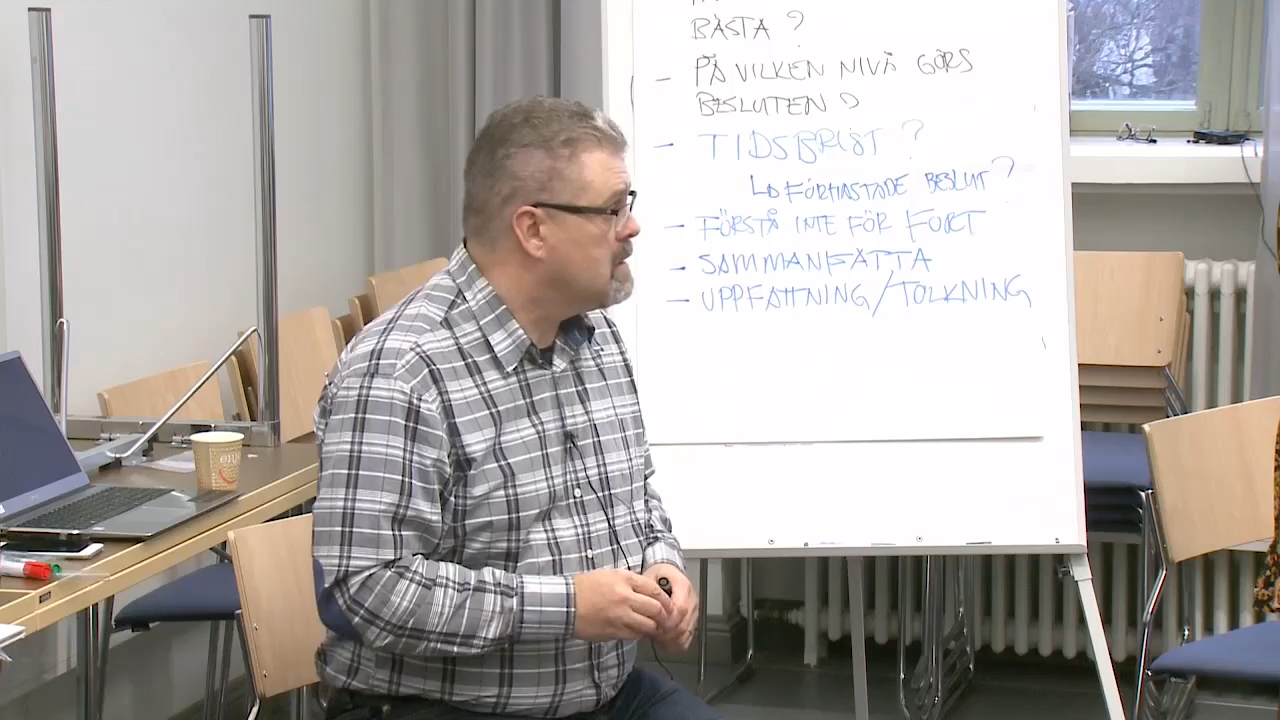 BÄSTA ?
- PÅ VILKEN NIVÅ GÖRS
BESLUTEN ?
- TIDSBRIST ?
↳ FÖRHASTADE BESLUT ?
- FÖRSTÅ INTE FÖR FORT
- SAMMANFATTA
- UPPFATTNING/TOLKNING